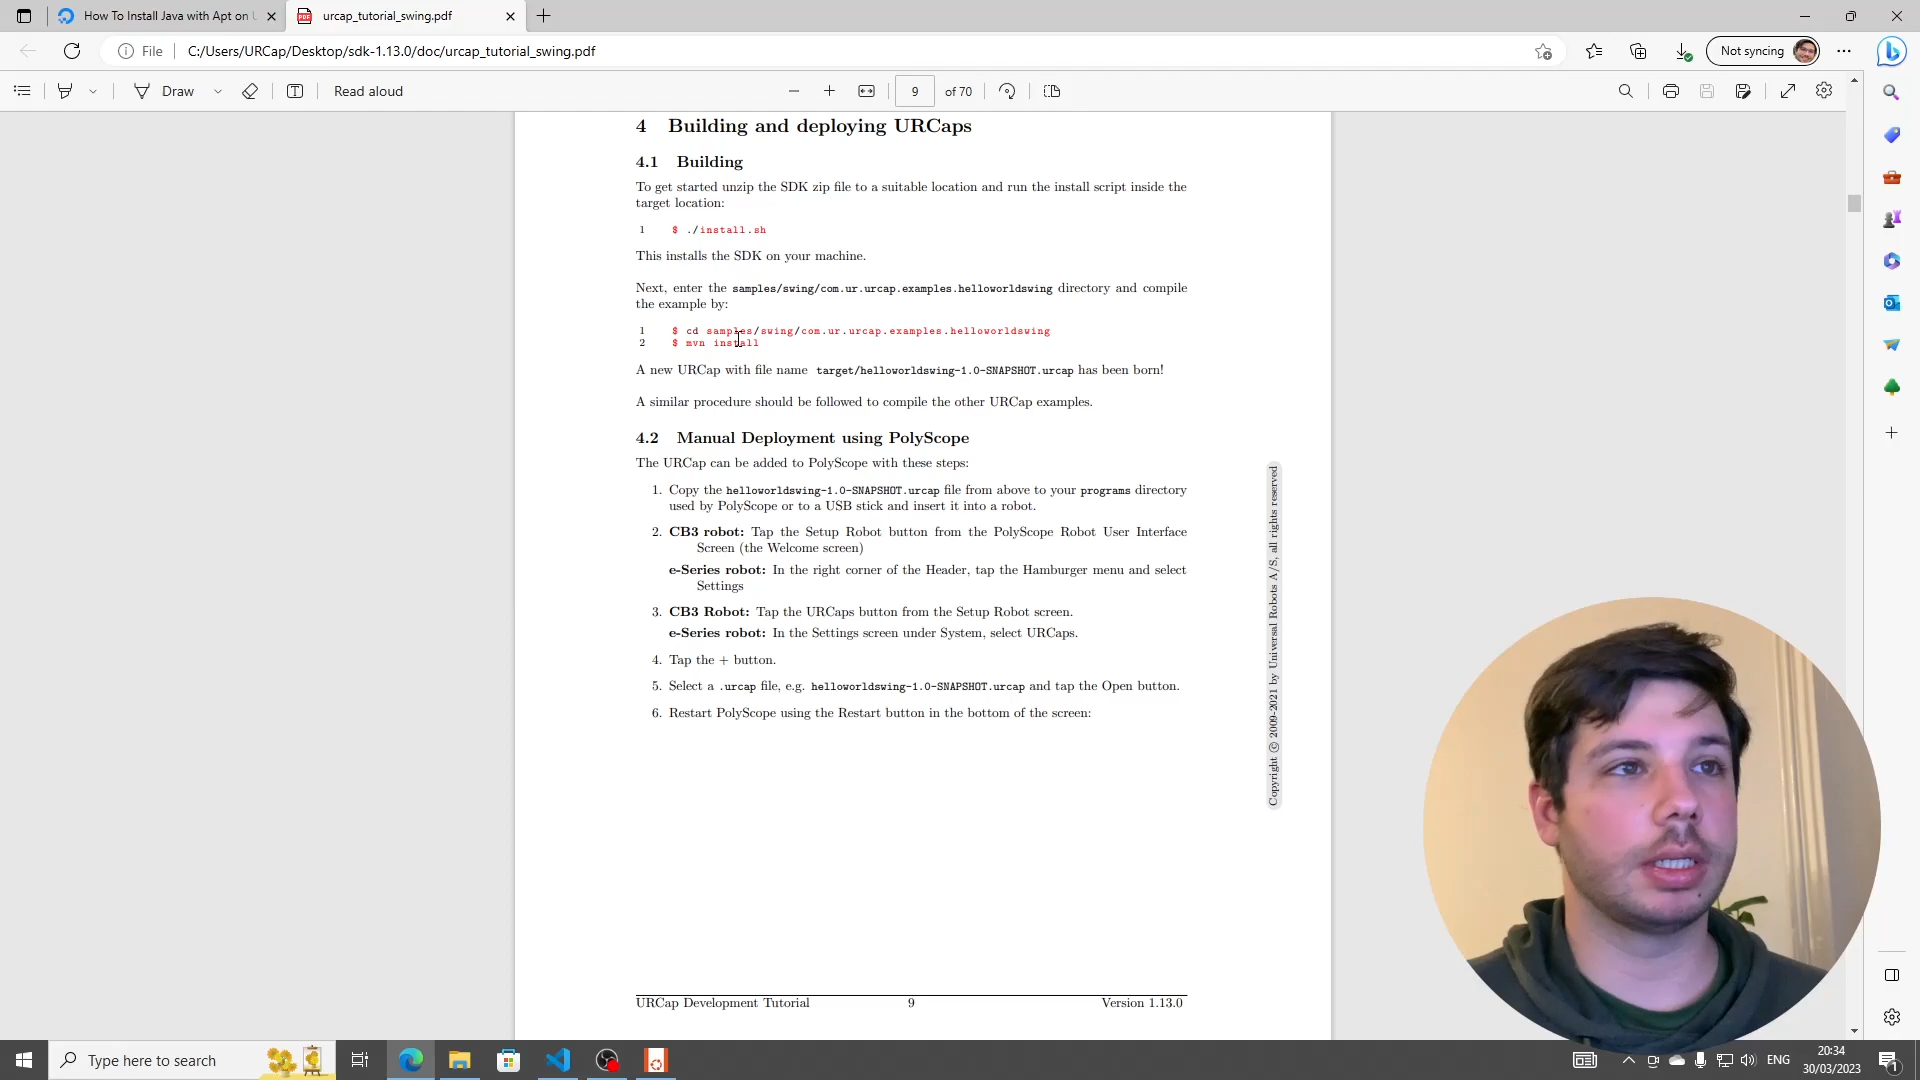 How To Install Java with Apt on U
urcap_tutorial_swing.pdf
File
C:/Users/URCap/Desktop/sdk-1.13.0/doc/urcap_tutorial_swing.pdf
Not syncing
Draw
Read aloud
9
of 70
4 Building and deploying URCaps
4.1 Building
To get started unzip the SDK zip file to a suitable location and run the install script inside the
target location:
1 $ ./install.sh
This installs the SDK on your machine.
Next, enter the samples/swing/com.ur.urcap.examples.helloworldswing directory and compile
the example by:
1 $ cd samples/swing/com.ur.urcap.examples.helloworldswing
2 $ mvn install
A new URCap with file name target/helloworldswing-1.0-SNAPSHOT.urcap has been born!
A similar procedure should be followed to compile the other URCap examples.
4.2 Manual Deployment using PolyScope
The URCap can be added to PolyScope with these steps:
1. Copy the helloworldswing-1.0-SNAPSHOT.urcap file from above to your programs directory
used by PolyScope or to a USB stick and insert it into a robot.
2. CB3 robot: Tap the Setup Robot button from the PolyScope Robot User Interface
Screen (the Welcome screen)
e-Series robot: In the right corner of the Header, tap the Hamburger menu and select
Settings
3. CB3 Robot: Tap the URCaps button from the Setup Robot screen.
e-Series robot: In the Settings screen under System, select URCaps.
4. Tap the + button.
5. Select a .urcap file, e.g. helloworldswing-1.0-SNAPSHOT.urcap and tap the Open button.
6. Restart PolyScope using the Restart button in the bottom of the screen:
Copyright © 2009-2021 by Universal Robots A/S, all rights reserved
URCap Development Tutorial
9
Version 1.13.0
Type here to search
ENG
20:34
30/03/2023
1